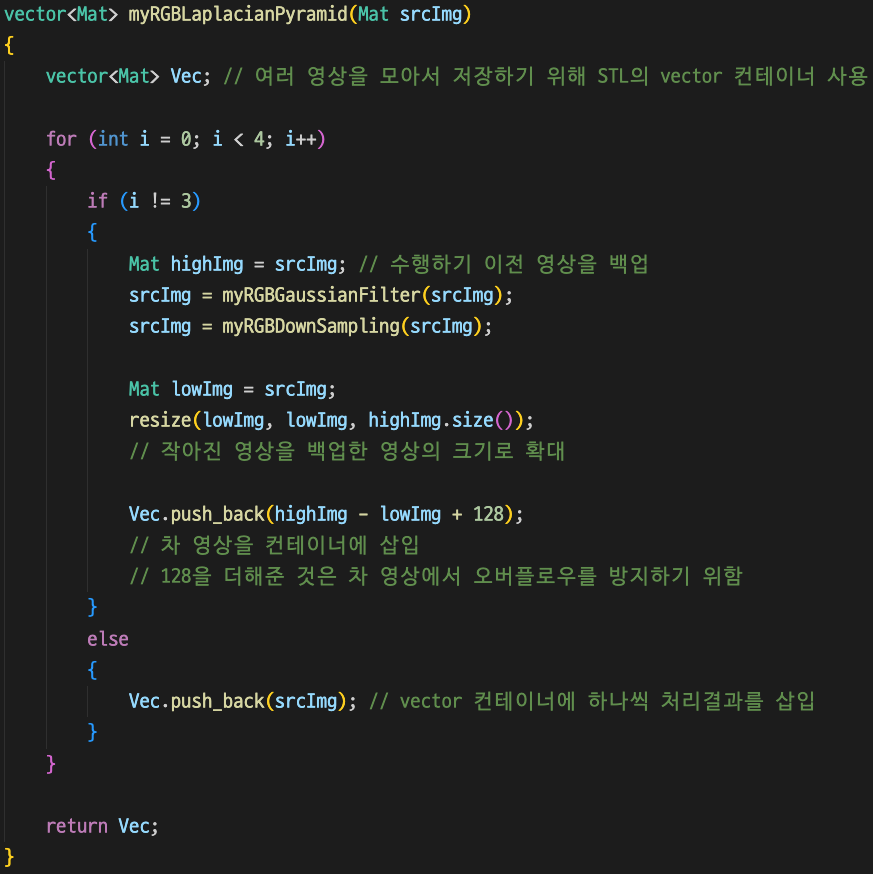 vector<Mat> myRGBLaplacianPyramid(Mat srcImg)
{
    vector<Mat> Vec; // 여러 영상을 모아서 저장하기 위해 STL의 vector 컨테이너 사용

    for (int i = 0; i < 4; i++)
    {
        if (i != 3)
        {
            Mat highImg = srcImg; // 수행하기 이전 영상을 백업
            srcImg = myRGBGaussianFilter(srcImg);
            srcImg = myRGBDownSampling(srcImg);

            Mat lowImg = srcImg;
            resize(lowImg, lowImg, highImg.size());
            // 작아진 영상을 백업한 영상의 크기로 확대

            Vec.push_back(highImg - lowImg + 128);
            // 차 영상을 컨테이너에 삽입
            // 128을 더해준 것은 차 영상에서 오버플로우를 방지하기 위함
        }
        else
        {
            Vec.push_back(srcImg); // vector 컨테이너에 하나씩 처리결과를 삽입
        }
    }

    return Vec;
}